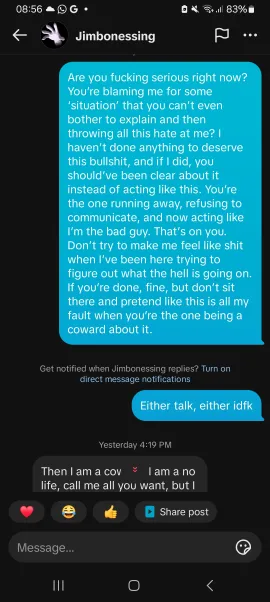 08:56
83%
Jimbonessing
Are you fucking serious right now?
You're blaming me for some
'situation' that you can't even
bother to explain and then
throwing all this hate at me? I
haven't done anything to deserve
this bullshit, and if I did, you
should've been clear about it
instead of acting like this. You're
the one running away, refusing to
communicate, and now acting like
I'm the bad guy. That's on you.
Don't try to make me feel like shit
when I've been here trying to
figure out what the hell is going on.
If you're done, fine, but don't sit
there and pretend like this is all my
fault when you're the one being a
coward about it.
Get notified when Jimbonessing replies? Turn on
direct message notifications
Either talk, either idfk
Yesterday 4:19 PM
Then I am a I am a no
life, call me all you want, but I
Share post
Message...